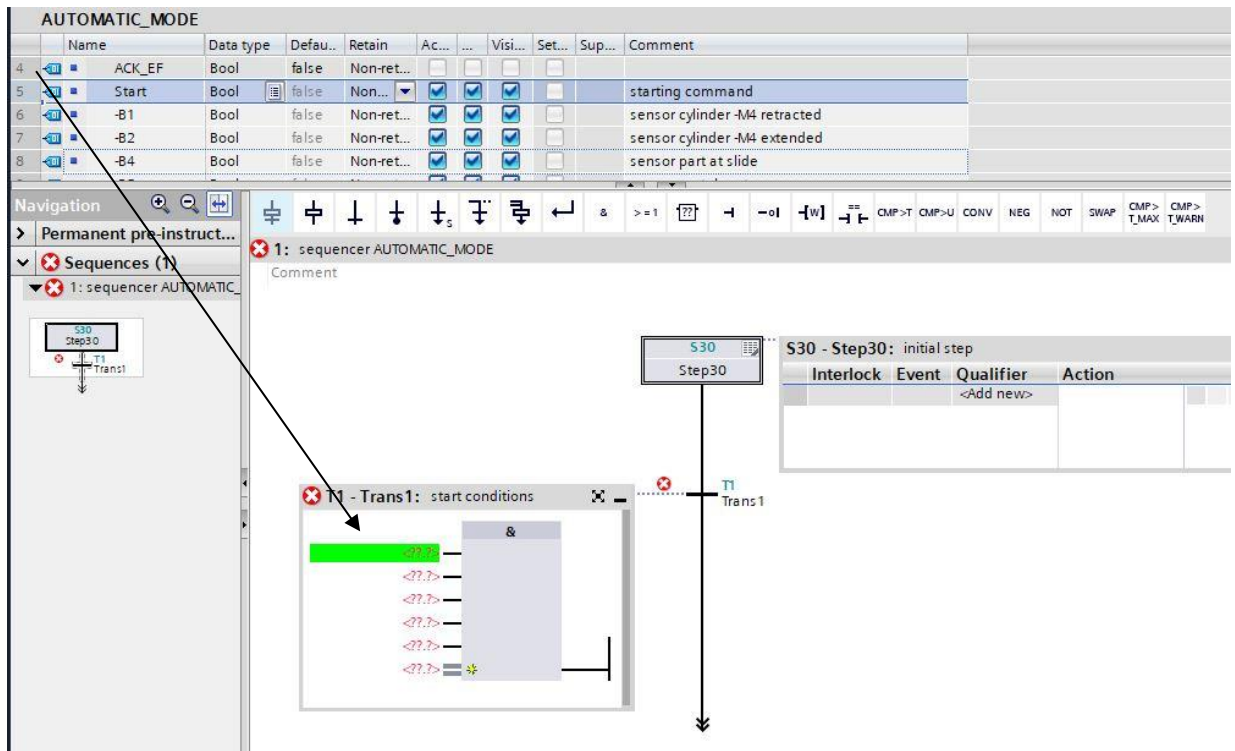 AUTOMATIC_MODE
Name Data type Defau.. Retain Ac... ... Visi... Set... Sup... Comment
4 ACK_EF Bool false Non-ret...
5 Start Bool false Non... starting command
6 -B1 Bool false Non-ret... sensor cylinder -M4 retracted
7 -B2 Bool false Non-ret... sensor cylinder -M4 extended
8 -B4 Bool false Non-ret... sensor part at slide
Navigation
& >=1 ?? CMP>T CMP>U CONV NEG NOT SWAP CMP> T_MAX CMP> T_WARN
Permanent pre-instruct...
Sequences (1)
1: sequencer AUTOMATIC_
1: sequencer AUTOMATIC_MODE
Comment
S30
Step30
T1
Trans1
S30
Step30
S30 - Step30: initial step
Interlock Event Qualifier Action
<Add new>
T1
Trans1
T1 - Trans1: start conditions
&
<??.?>
<??.?>
<??.?>
<??.?>
<??.?>
<??.?>